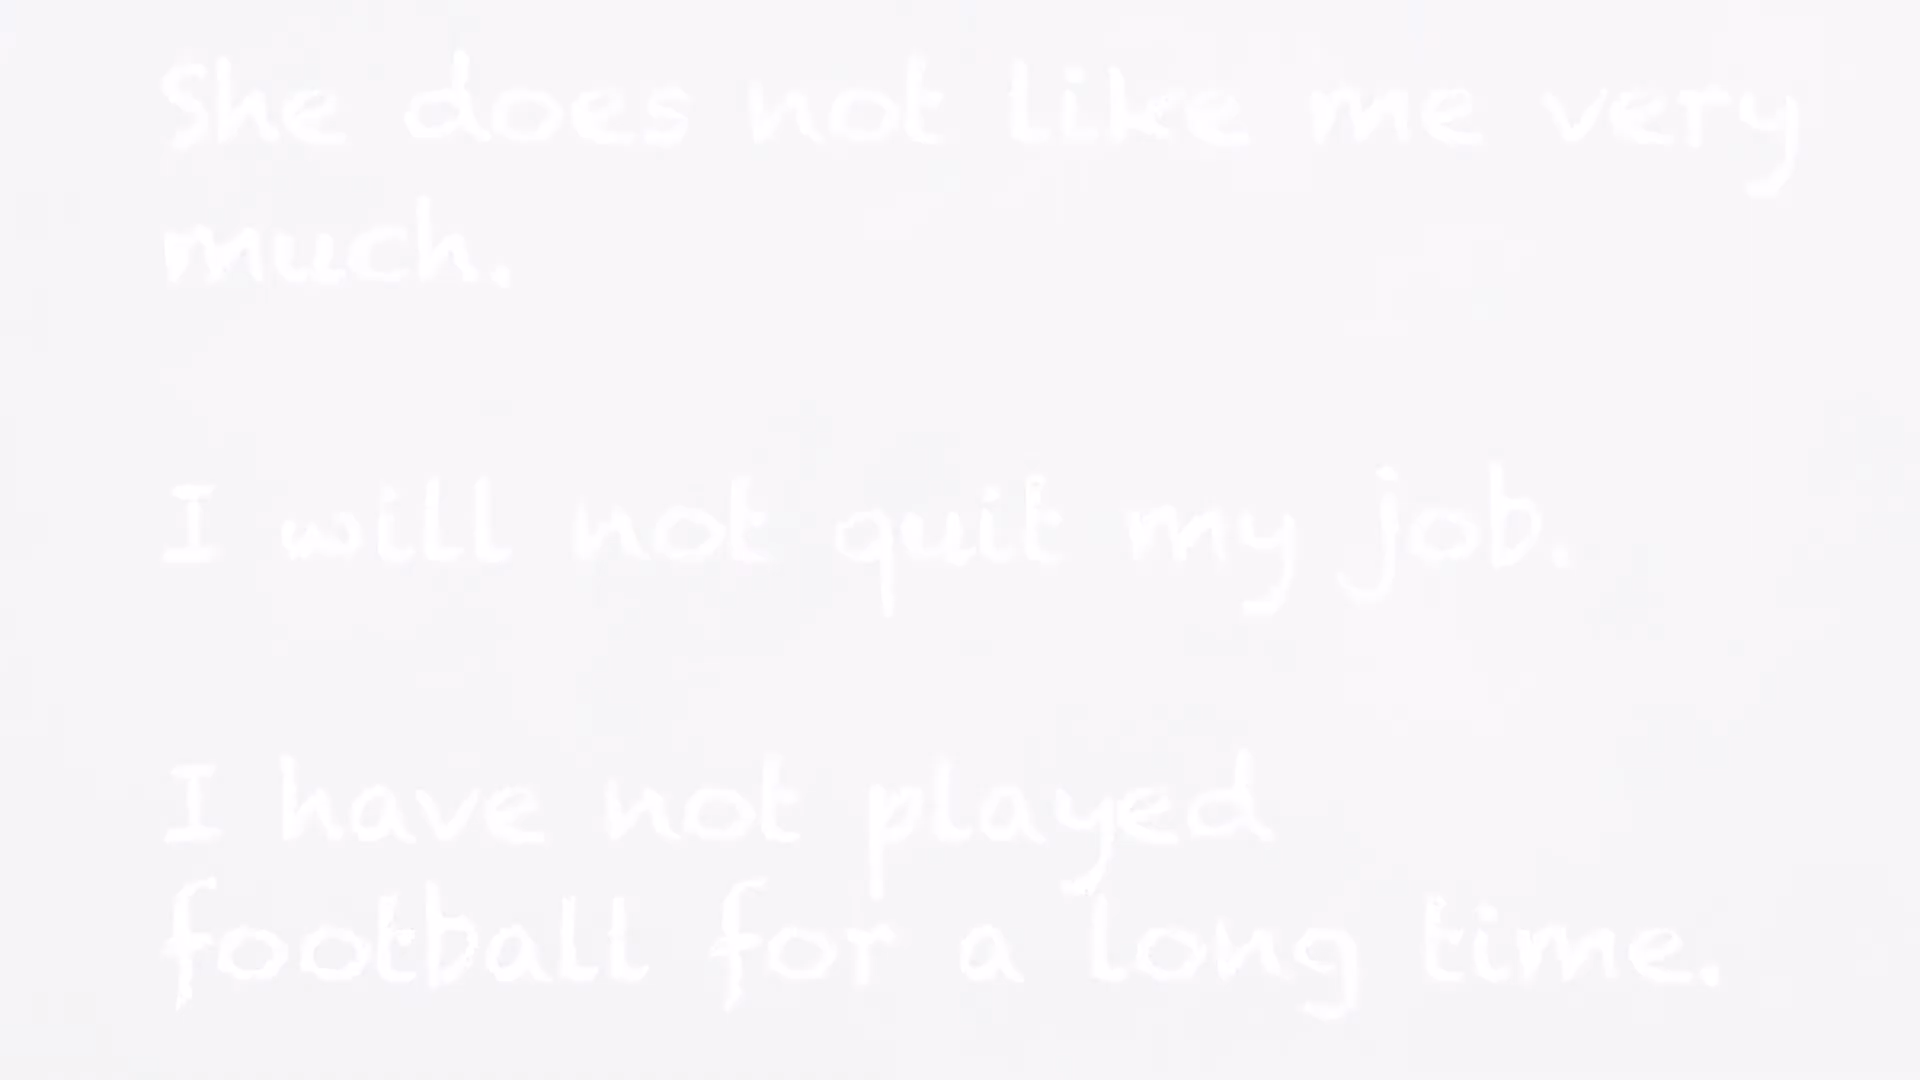 She does not like me very
much.
I will not quit my job.
I have not played
football for a long time.